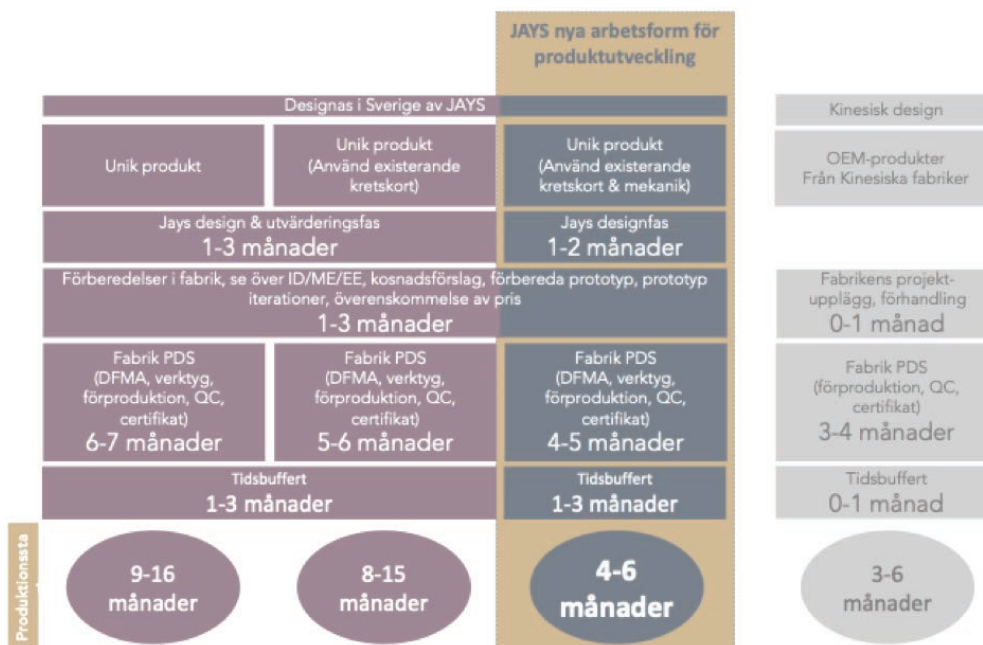 JAYS nya arbetsform för
produktutveckling
Designas i Sverige av JAYS
Kinesisk design
Unik produkt
Unik produkt
(Använd existerande
kretskort)
Unik produkt
(Använd existerande
kretskort & mekanik)
OEM-produkter
Från Kinesiska fabriker
Jays design & utvärderingsfas
1-3 månader
Jays designfas
1-2 månader
Förberedelser i fabrik, se över ID/ME/EE, kosnadsförslag, förbereda prototyp, prototyp
iterationer, överenskommelse av pris
1-3 månader
Fabrikens projekt-
upplägg, förhandling
0-1 månad
Fabrik PDS
(DFMA, verktyg,
förproduktion, QC,
certifikat)
6-7 månader
Fabrik PDS
(DFMA, verktyg,
förproduktion, QC,
certifikat)
5-6 månader
Fabrik PDS
(DFMA, verktyg,
förproduktion, QC,
certifikat)
4-5 månader
Fabrik PDS
(förproduktion, QC,
certifikat)
3-4 månader
Tidsbuffert
1-3 månader
Tidsbuffert
1-3 månader
Tidsbuffert
0-1 månad
Produktionssta
9-16
månader
8-15
månader
4-6
månader
3-6
månader